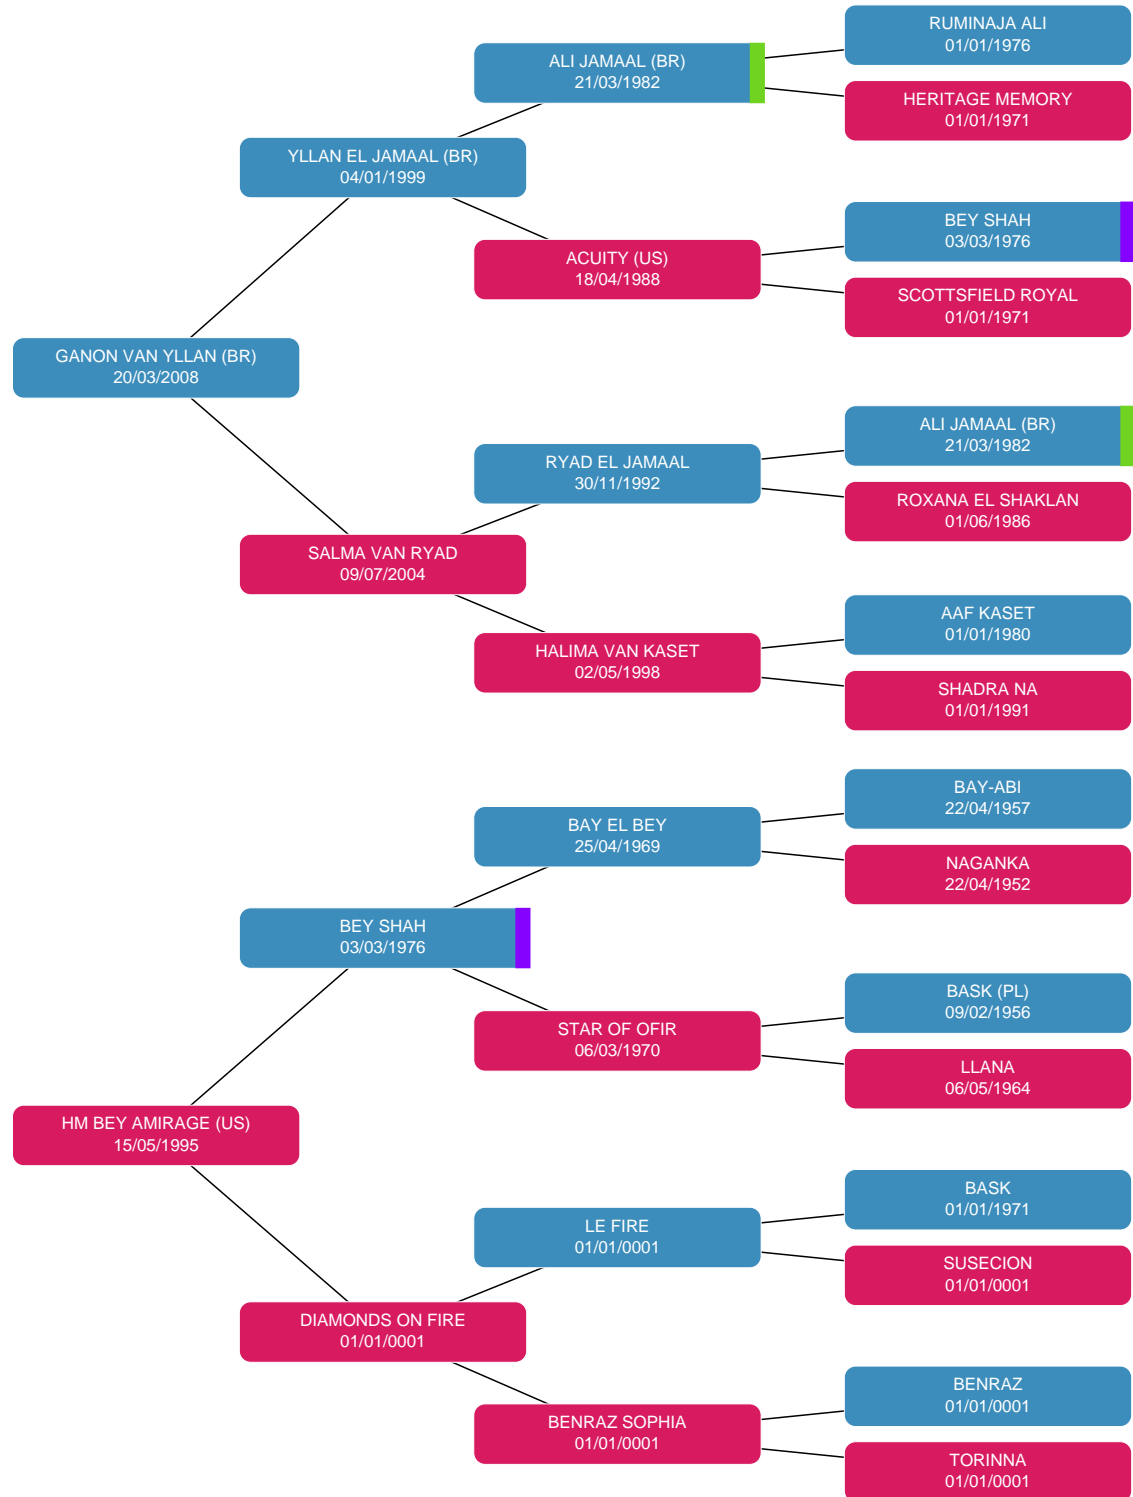 RUMINAJA ALI
01/01/1976
ALI JAMAAL (BR)
21/03/1982
HERITAGE MEMORY
01/01/1971
YLLAN EL JAMAAL (BR)
04/01/1999
BEY SHAH
03/03/1976
ACUITY (US)
18/04/1988
SCOTTSFIELD ROYAL
01/01/1971
GANON VAN YLLAN (BR)
20/03/2008
ALI JAMAAL (BR)
21/03/1982
RYAD EL JAMAAL
30/11/1992
ROXANA EL SHAKLAN
01/06/1986
SALMA VAN RYAD
09/07/2004
AAF KASET
01/01/1980
HALIMA VAN KASET
02/05/1998
SHADRA NA
01/01/1991
BAY-ABI
22/04/1957
BAY EL BEY
25/04/1969
NAGANKA
22/04/1952
BEY SHAH
03/03/1976
BASK (PL)
09/02/1956
STAR OF OFIR
06/03/1970
LLANA
06/05/1964
HM BEY AMIRAGE (US)
15/05/1995
BASK
01/01/1971
LE FIRE
01/01/0001
SUSECION
01/01/0001
DIAMONDS ON FIRE
01/01/0001
BENRAZ
01/01/0001
BENRAZ SOPHIA
01/01/0001
TORINNA
01/01/0001